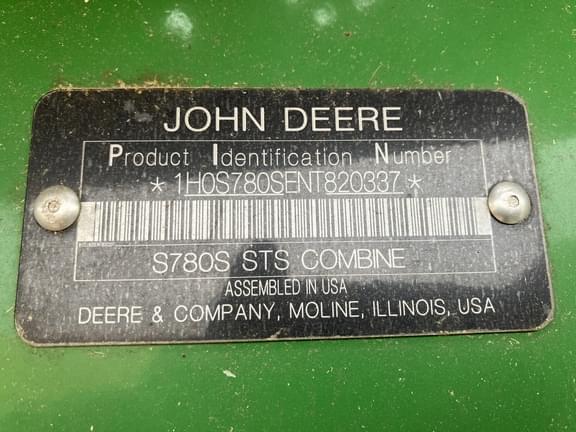 JOHN DEERE
Product Identification Number
*1H0S780SENT820337*
S780S STS COMBINE
ASSEMBLED IN USA
DEERE & COMPANY, MOLINE, ILLINOIS, USA